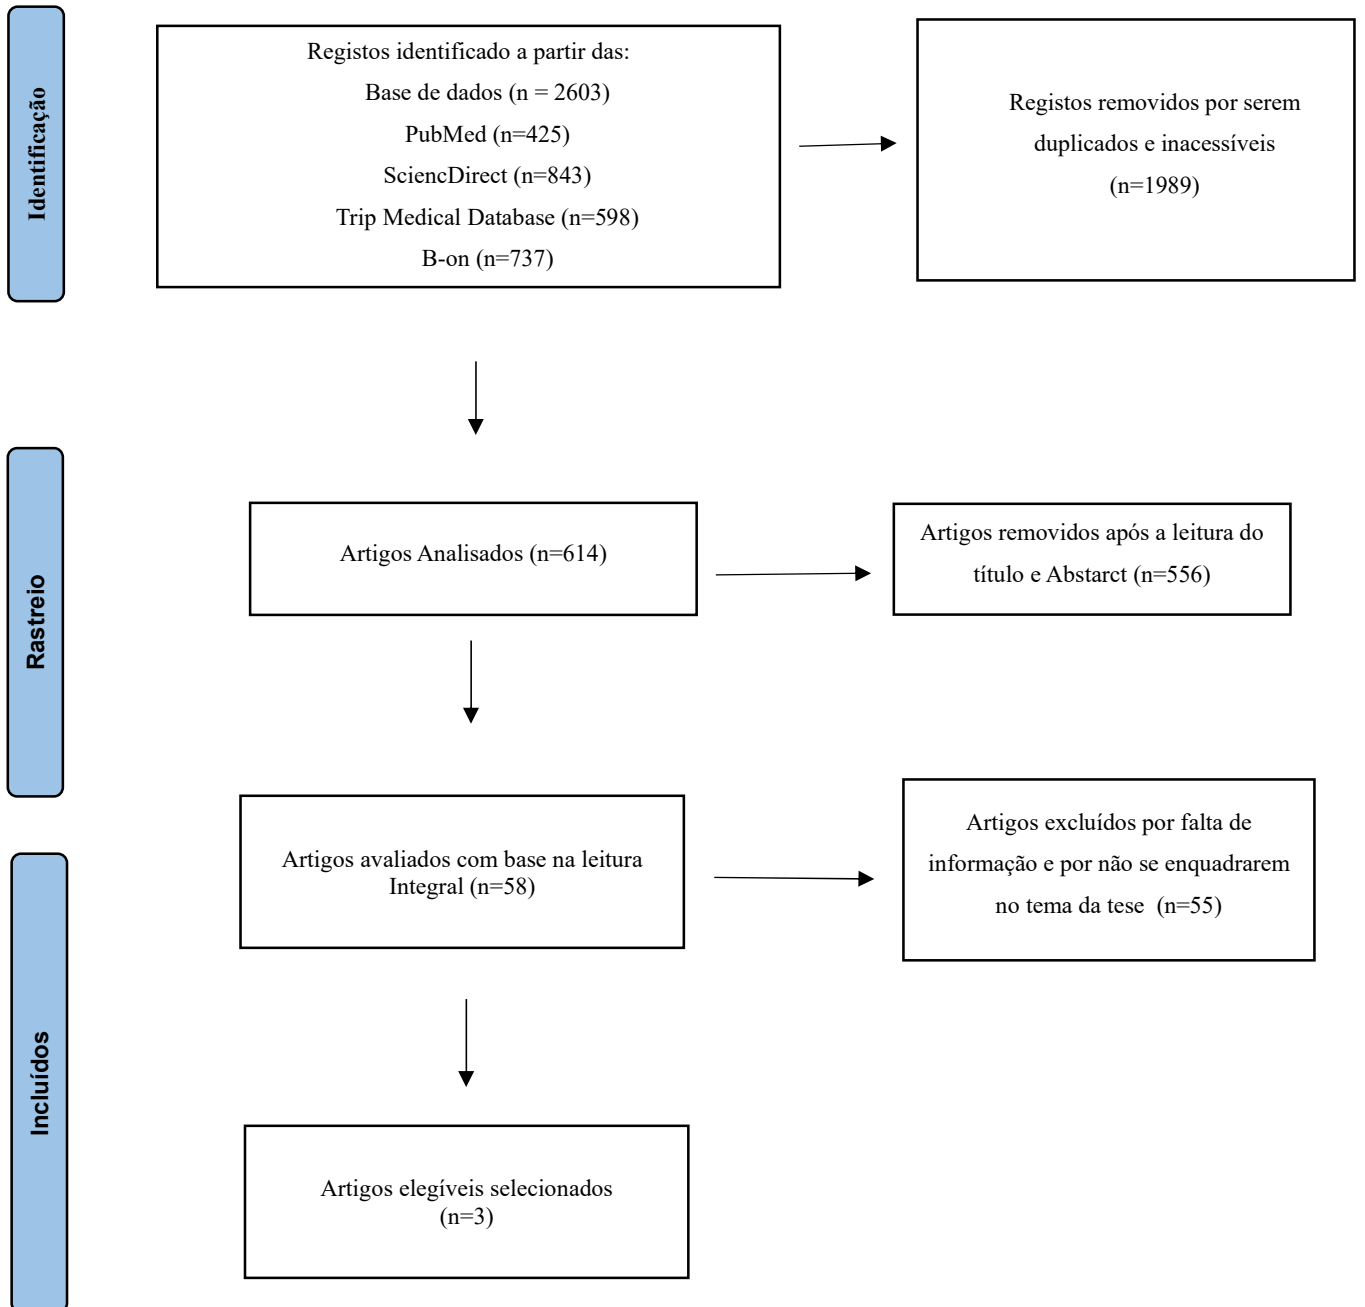 Identificação
Registos identificado a partir das:
Base de dados (n = 2603)
PubMed (n=425)
SciencDirect (n=843)
Trip Medical Database (n=598)
B-on (n=737)
Registos removidos por serem
duplicados e inacessíveis
(n=1989)
Rastreio
Artigos Analisados (n=614)
Artigos removidos após a leitura do
título e Abstarct (n=556)
Artigos avaliados com base na leitura
Integral (n=58)
Artigos excluídos por falta de
informação e por não se enquadrarem
no tema da tese (n=55)
Incluídos
Artigos elegíveis selecionados
(n=3)